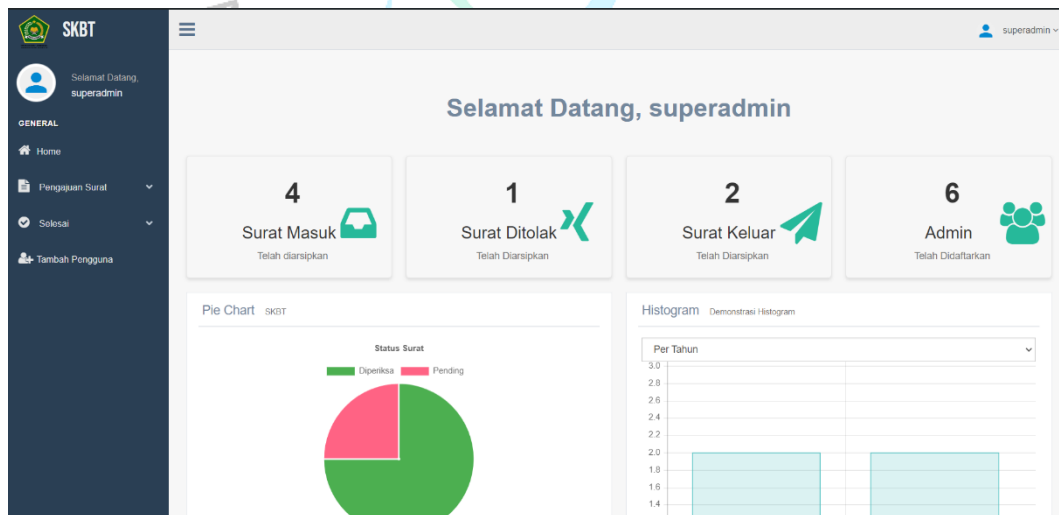 SKBT
superadmin
Selamat Datang,
superadmin
GENERAL
Home
Pengajuan Surat
Selesai
Tambah Pengguna
Selamat Datang, superadmin
4
Surat Masuk
Telah diarsipkan
1
Surat Ditolak
Telah Diarsipkan
2
Surat Keluar
Telah Diarsipkan
6
Admin
Telah Didaftarkan
Pie Chart SKBT
Status Surat
Diperiksa Pending
Histogram Demonstrasi Histogram
Per Tahun
3.0
2.8
2.6
2.4
2.2
2.0
1.8
1.6
1.4